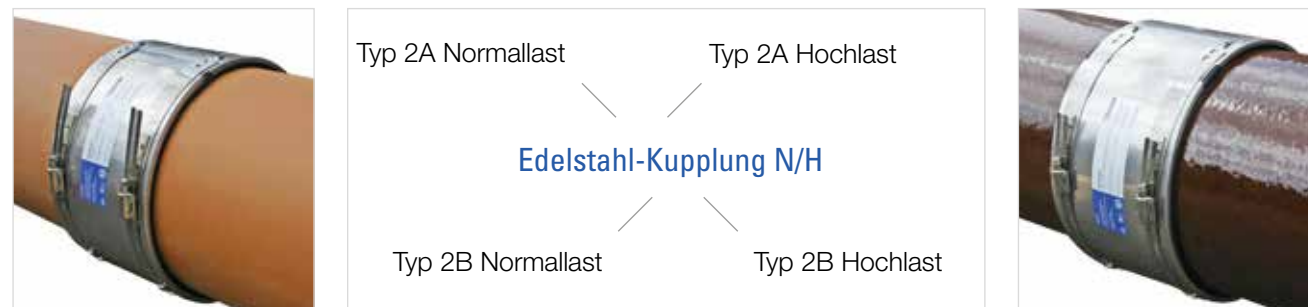 Typ 2A Normallast
Typ 2A Hochlast
Edelstahl-Kupplung N/H
Typ 2B Normallast
Typ 2B Hochlast